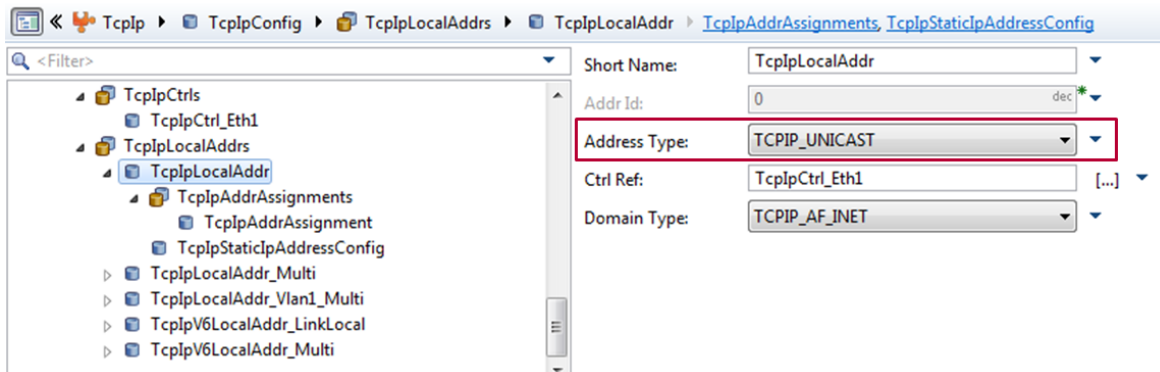 TcpIp TcpIpConfig TcpIpLocalAddrs TcpIpLocalAddr TcpIpAddrAssignments, TcpIpStaticIpAddressConfig
<Filter>
TcpIpCtrls
TcpIpCtrl_Eth1
TcpIpLocalAddrs
TcpIpLocalAddr
TcpIpAddrAssignments
TcpIpAddrAssignment
TcpIpStaticIpAddressConfig
TcpIpLocalAddr_Multi
TcpIpLocalAddr_Vlan1_Multi
TcpIpV6LocalAddr_LinkLocal
TcpIpV6LocalAddr_Multi
Short Name: TcpIpLocalAddr
Addr Id: 0 dec
Address Type: TCPIP_UNICAST
Ctrl Ref: TcpIpCtrl_Eth1 [...]
Domain Type: TCPIP_AF_INET